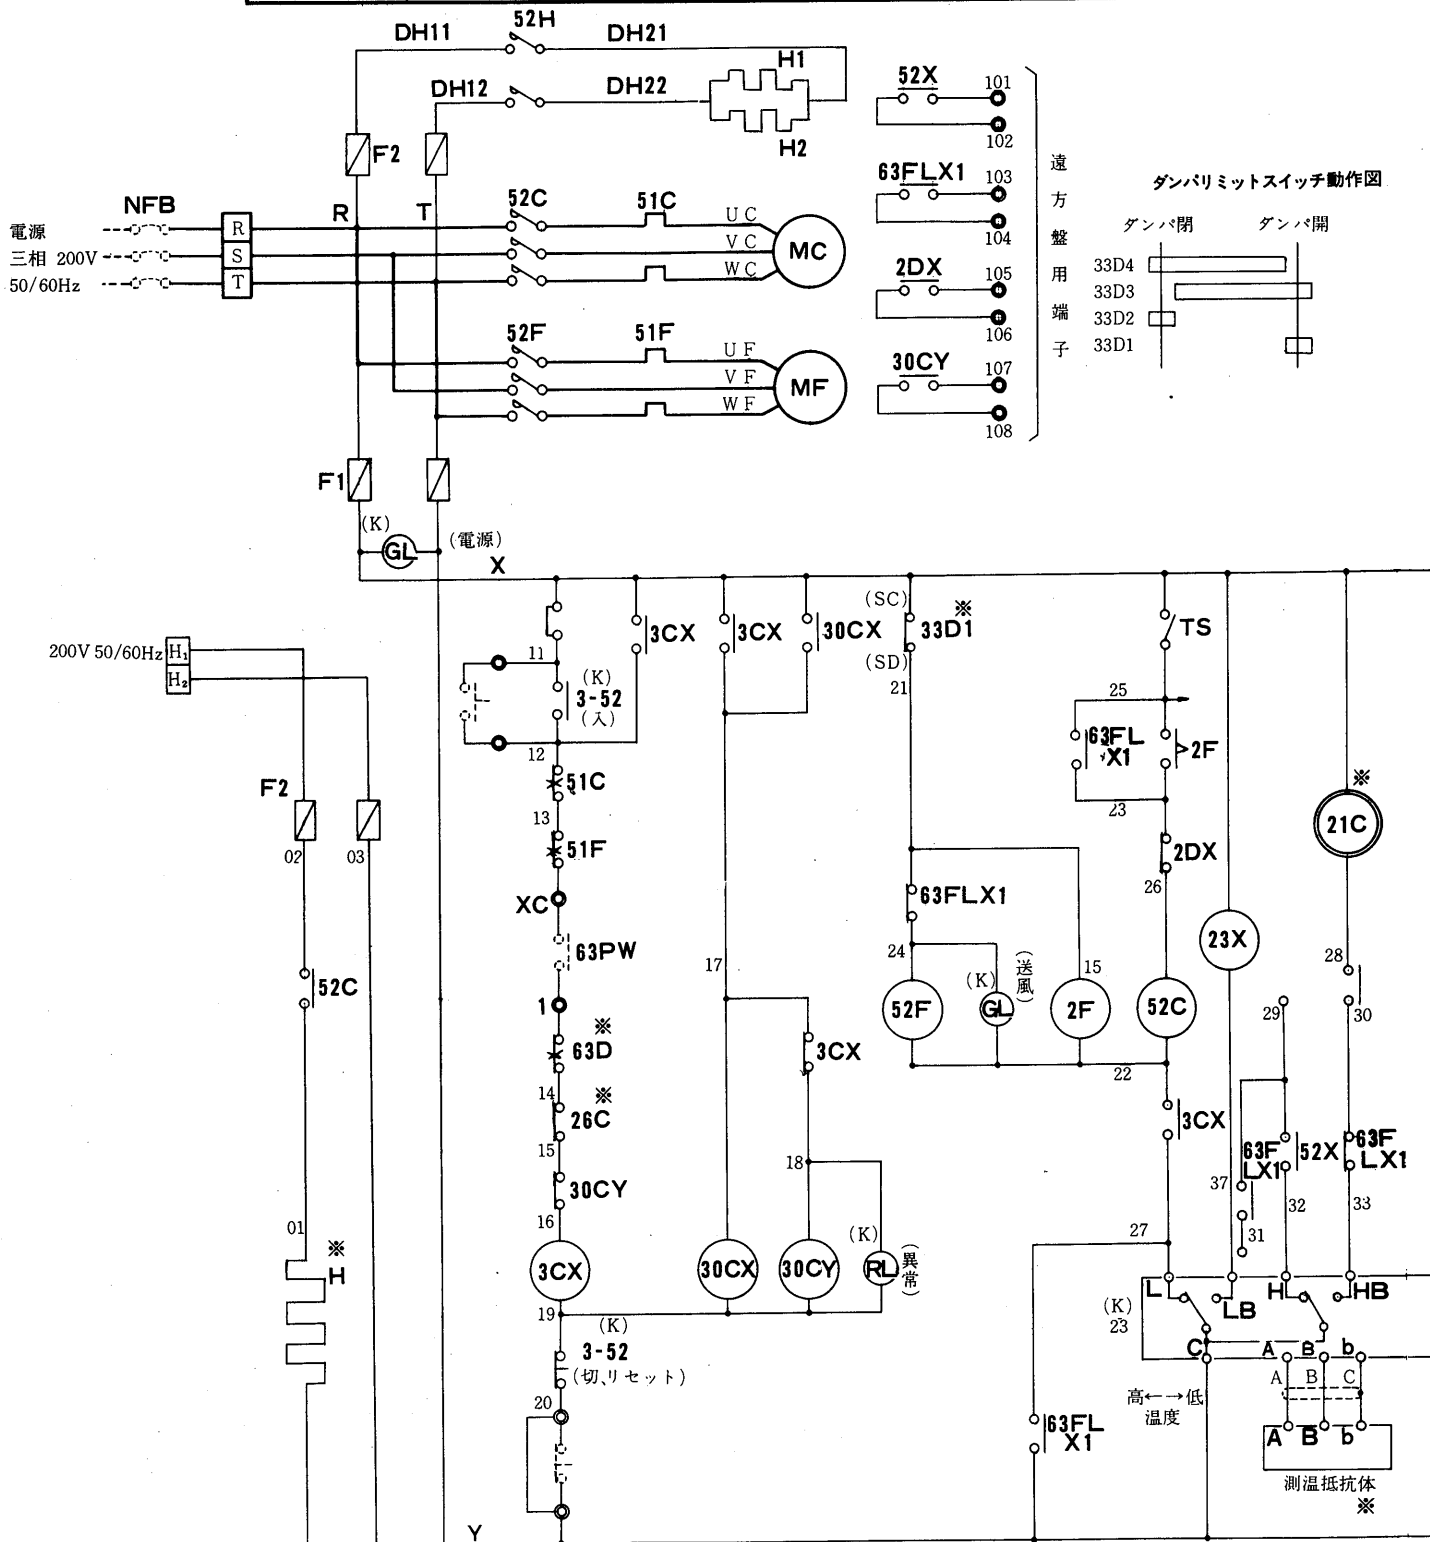 52H
DH11
DH21
H1
DH12
DH22
H2
F2
52X
101
102
63FLX1
103
104
2DX
105
106
30CY
107
108
遠方盤用端子
ダンパリミットスイッチ動作図
ダンパ閉
ダンパ開
33D4
33D3
33D2
33D1
NFB
電源
三相 200V
50/60Hz
R
S
T
R
T
52C
51C
UC
VC
WC
MC
52F
51F
UF
VF
WF
MF
F1
(K)
GL
(電源)
X
200V 50/60Hz
H₁
H₂
F2
02
03
52C
01
※
H
11
(K)
3-52
(入)
12
3CX
51C
13
51F
XC
63PW
1
※
63D
14
※
26C
15
30CY
16
3CX
19
(K)
3-52
(切、リセット)
20
Y
3CX
30CX
17
3CX
18
30CX
30CY
(K)
RL
(異常)
(SC)
※
33D1
(SD)
21
63FLX1
24
52F
(K)
GL
(送風)
15
2F
22
TS
25
63FL
X1
2F
23
2DX
26
52C
3CX
27
63FL
X1
23X
37
※
21C
28
30
29
63F
LX1
31
52X
32
63F
LX1
33
L
LB
H
HB
(K)
23
C
A
B
b
A
B
C
A
B
b
高←→低
温度
測温抵抗体
※